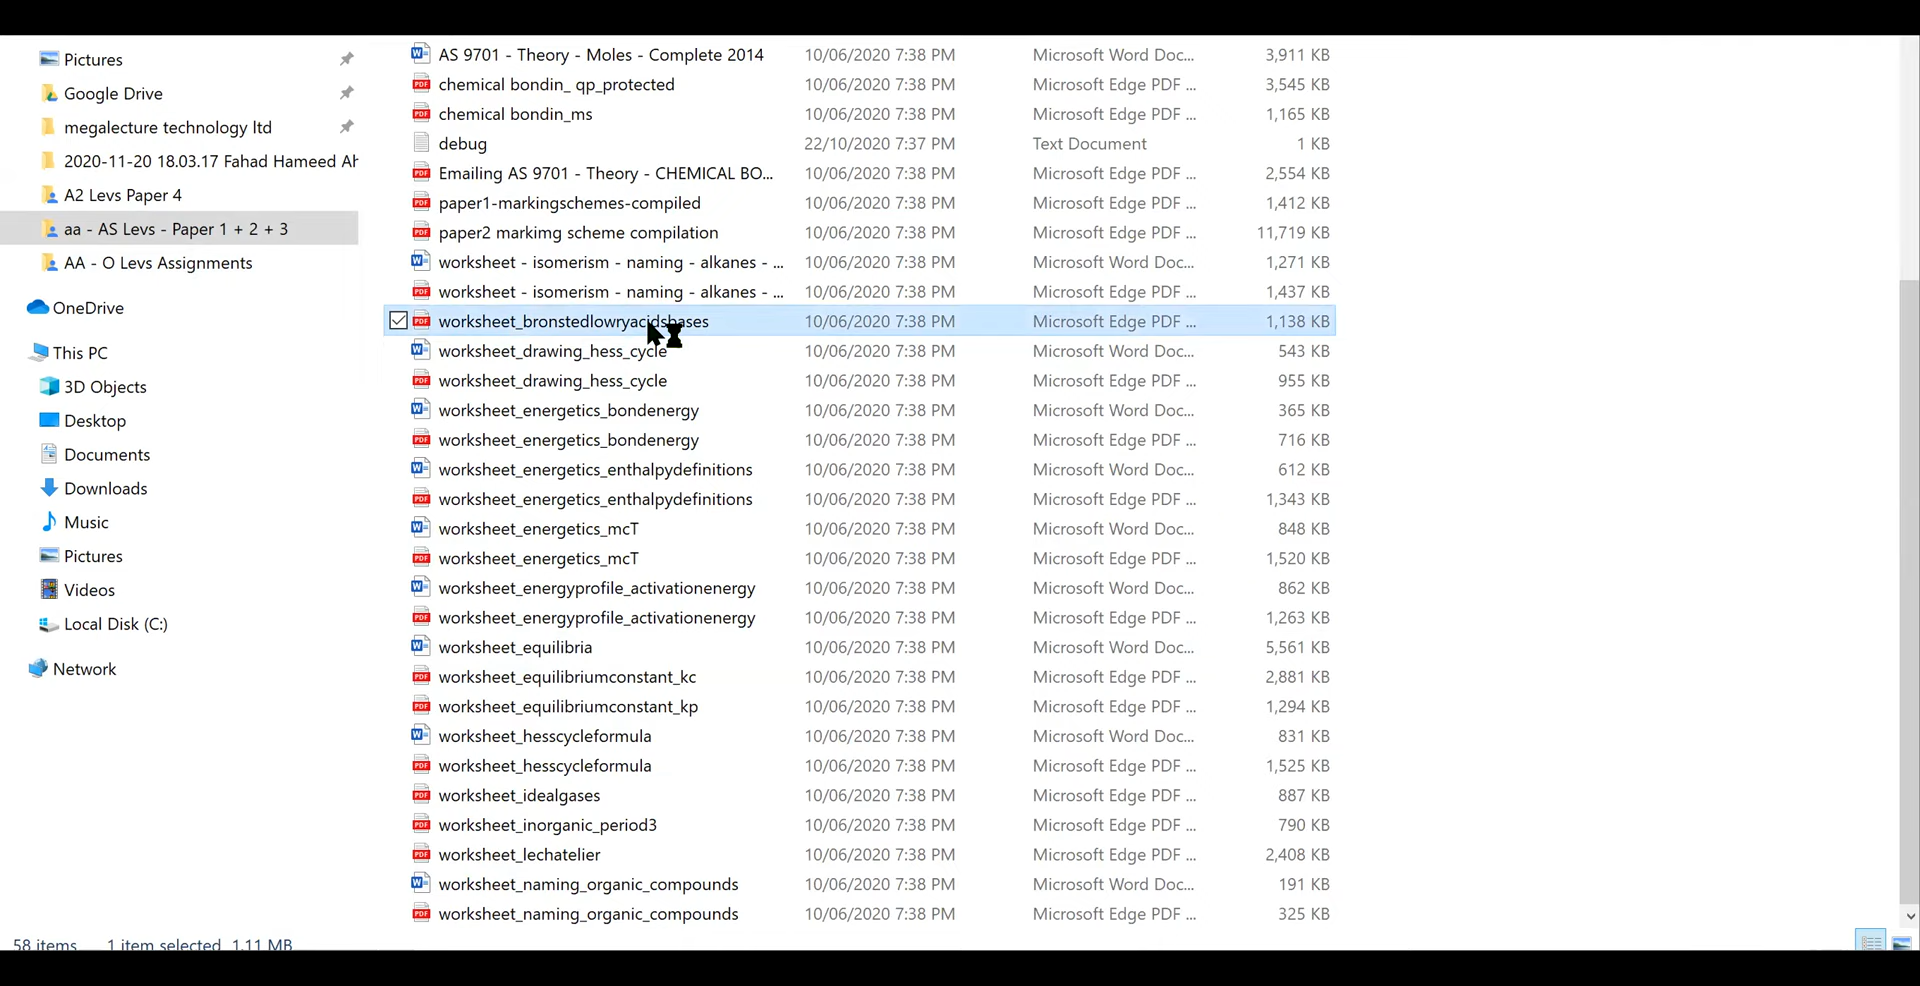 Pictures
Google Drive
megalecture technology ltd
2020-11-20 18.03.17 Fahad Hameed Ah
A2 Levs Paper 4
aa - AS Levs - Paper 1 + 2 + 3
AA - O Levs Assignments
OneDrive
This PC
3D Objects
Desktop
Documents
Downloads
Music
Pictures
Videos
Local Disk (C:)
Network
AS 9701 - Theory - Moles - Complete 2014 10/06/2020 7:38 PM Microsoft Word Doc... 3,911 KB
chemical bondin_ qp_protected 10/06/2020 7:38 PM Microsoft Edge PDF ... 3,545 KB
chemical bondin_ms 10/06/2020 7:38 PM Microsoft Edge PDF ... 1,165 KB
debug 22/10/2020 7:37 PM Text Document 1 KB
Emailing AS 9701 - Theory - CHEMICAL BO... 10/06/2020 7:38 PM Microsoft Edge PDF ... 2,554 KB
paper1-markingschemes-compiled 10/06/2020 7:38 PM Microsoft Edge PDF ... 1,412 KB
paper2 markimg scheme compilation 10/06/2020 7:38 PM Microsoft Edge PDF ... 11,719 KB
worksheet - isomerism - naming - alkanes - ... 10/06/2020 7:38 PM Microsoft Word Doc... 1,271 KB
worksheet - isomerism - naming - alkanes - ... 10/06/2020 7:38 PM Microsoft Edge PDF ... 1,437 KB
worksheet_bronstedlowryacidsbases 10/06/2020 7:38 PM Microsoft Edge PDF ... 1,138 KB
worksheet_drawing_hess_cycle 10/06/2020 7:38 PM Microsoft Word Doc... 543 KB
worksheet_drawing_hess_cycle 10/06/2020 7:38 PM Microsoft Edge PDF ... 955 KB
worksheet_energetics_bondenergy 10/06/2020 7:38 PM Microsoft Word Doc... 365 KB
worksheet_energetics_bondenergy 10/06/2020 7:38 PM Microsoft Edge PDF ... 716 KB
worksheet_energetics_enthalpydefinitions 10/06/2020 7:38 PM Microsoft Word Doc... 612 KB
worksheet_energetics_enthalpydefinitions 10/06/2020 7:38 PM Microsoft Edge PDF ... 1,343 KB
worksheet_energetics_mcT 10/06/2020 7:38 PM Microsoft Word Doc... 848 KB
worksheet_energetics_mcT 10/06/2020 7:38 PM Microsoft Edge PDF ... 1,520 KB
worksheet_energyprofile_activationenergy 10/06/2020 7:38 PM Microsoft Word Doc... 862 KB
worksheet_energyprofile_activationenergy 10/06/2020 7:38 PM Microsoft Edge PDF ... 1,263 KB
worksheet_equilibria 10/06/2020 7:38 PM Microsoft Word Doc... 5,561 KB
worksheet_equilibriumconstant_kc 10/06/2020 7:38 PM Microsoft Edge PDF ... 2,881 KB
worksheet_equilibriumconstant_kp 10/06/2020 7:38 PM Microsoft Edge PDF ... 1,294 KB
worksheet_hesscycleformula 10/06/2020 7:38 PM Microsoft Word Doc... 831 KB
worksheet_hesscycleformula 10/06/2020 7:38 PM Microsoft Edge PDF ... 1,525 KB
worksheet_idealgases 10/06/2020 7:38 PM Microsoft Edge PDF ... 887 KB
worksheet_inorganic_period3 10/06/2020 7:38 PM Microsoft Edge PDF ... 790 KB
worksheet_lechatelier 10/06/2020 7:38 PM Microsoft Edge PDF ... 2,408 KB
worksheet_naming_organic_compounds 10/06/2020 7:38 PM Microsoft Word Doc... 191 KB
worksheet_naming_organic_compounds 10/06/2020 7:38 PM Microsoft Edge PDF ... 325 KB
58 items 1 item selected 1.11 MB